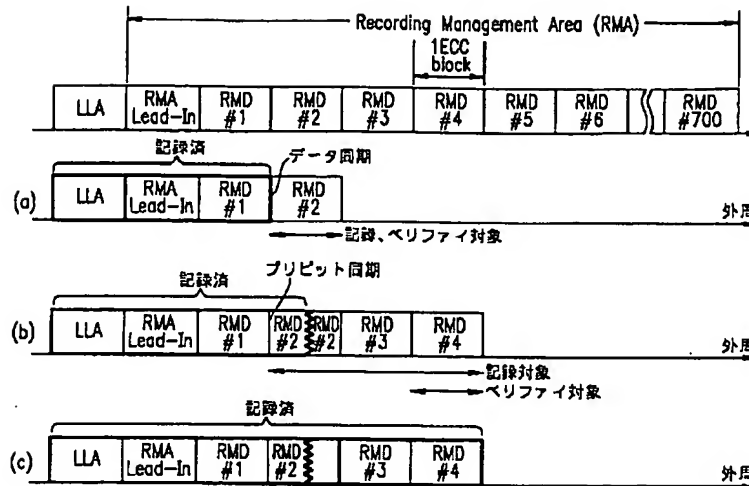 Recording Management Area (RMA)
1ECC
block
LLA
RMA
Lead-In
RMD
#1
RMD
#2
RMD
#3
RMD
#4
RMD
#5
RMD
#6
RMD
#700
記録済
データ同期
(a)
LLA
RMA
Lead-In
RMD
#1
RMD
#2
外周
記録、ベリファイ対象
記録済
プリピット同期
(b)
LLA
RMA
Lead-In
RMD
#1
RMD
#2
RMD
#2
RMD
#3
RMD
#4
外周
記録対象
ベリファイ対象
記録済
(c)
LLA
RMA
Lead-In
RMD
#1
RMD
#2
RMD
#3
RMD
#4
外周